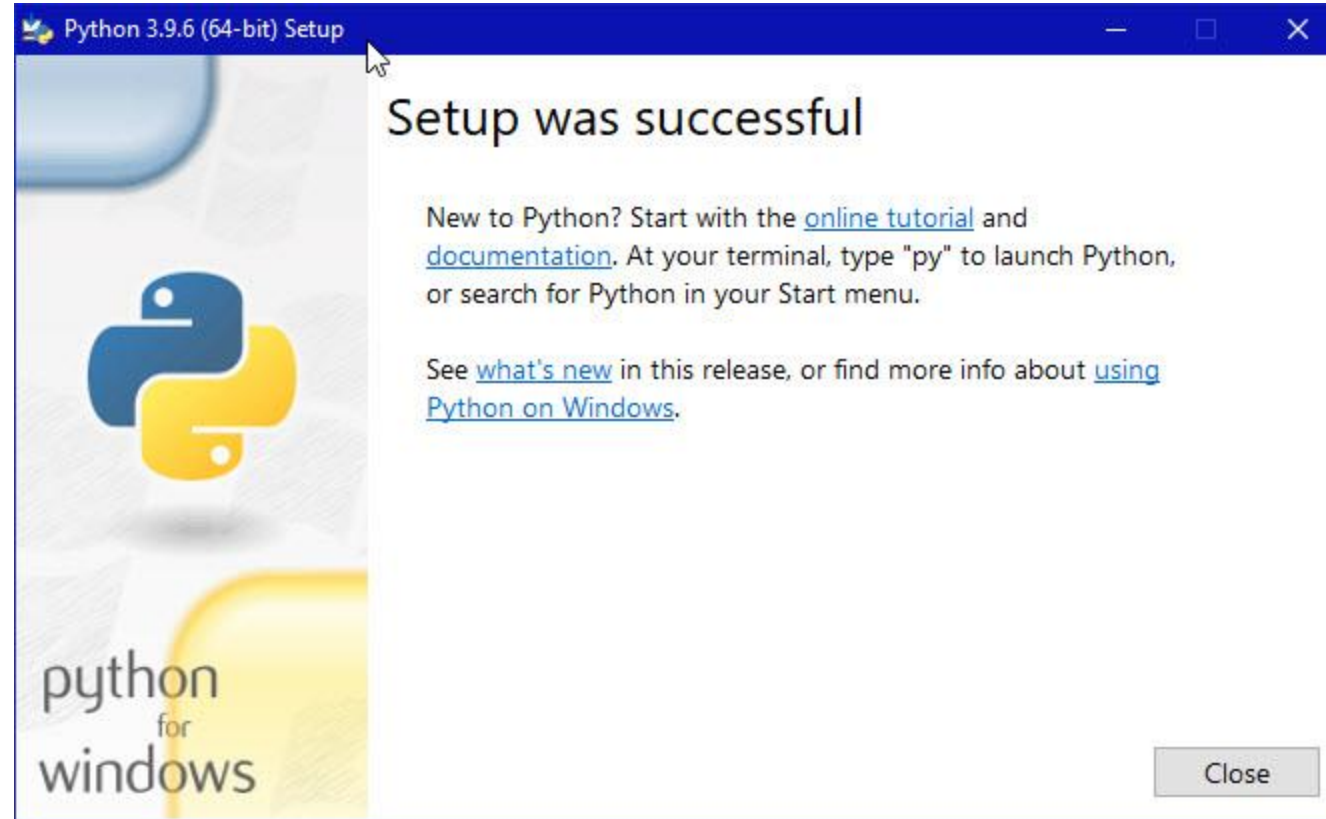 Python 3.9.6 (64-bit) Setup
Setup was successful
New to Python? Start with the online tutorial and
documentation. At your terminal, type "py" to launch Python,
or search for Python in your Start menu.
See what's new in this release, or find more info about using
Python on Windows.
python
for
windows
Close